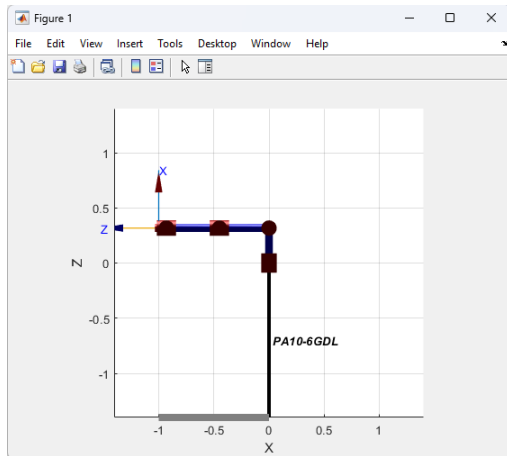 Figure 1
File Edit View Insert Tools Desktop Window Help
1
0.5
0
-0.5
-1
Z
X
Z
PA10-6GDL
-1 -0.5 0 0.5 1
X